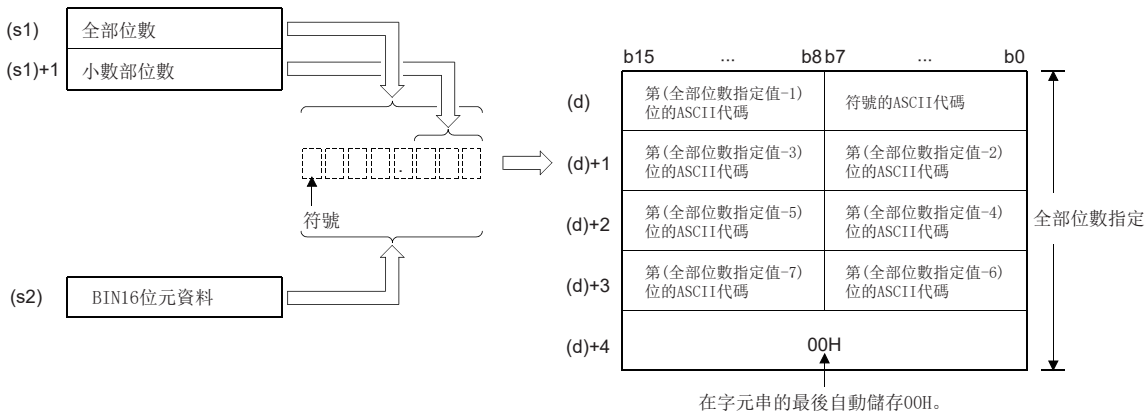 (s1) 全部位數
(s1)+1 小數部位數
.
符號
(s2) BIN16位元資料
b15 ... b8 b7 ... b0
(d)
第(全部位數指定值-1)
位的ASCII代碼
符號的ASCII代碼
(d)+1
第(全部位數指定值-3)
位的ASCII代碼
第(全部位數指定值-2)
位的ASCII代碼
(d)+2
第(全部位數指定值-5)
位的ASCII代碼
第(全部位數指定值-4)
位的ASCII代碼
(d)+3
第(全部位數指定值-7)
位的ASCII代碼
第(全部位數指定值-6)
位的ASCII代碼
(d)+4
00H
全部位數指定
在字元串的最後自動儲存00H。